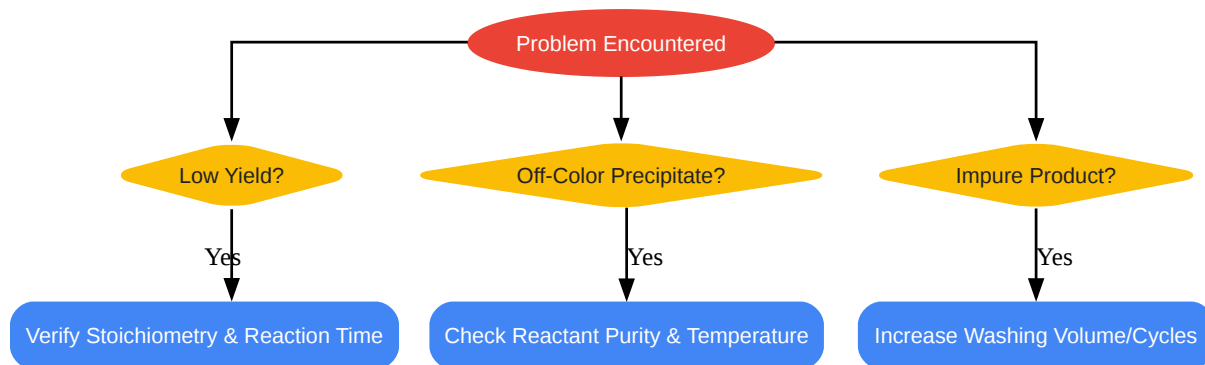 Problem Encountered
Low Yield?
Off-Color Precipitate?
Impure Product?
Yes
Yes
Yes
Verify Stoichiometry & Reaction Time
Check Reactant Purity & Temperature
Increase Washing Volume/Cycles